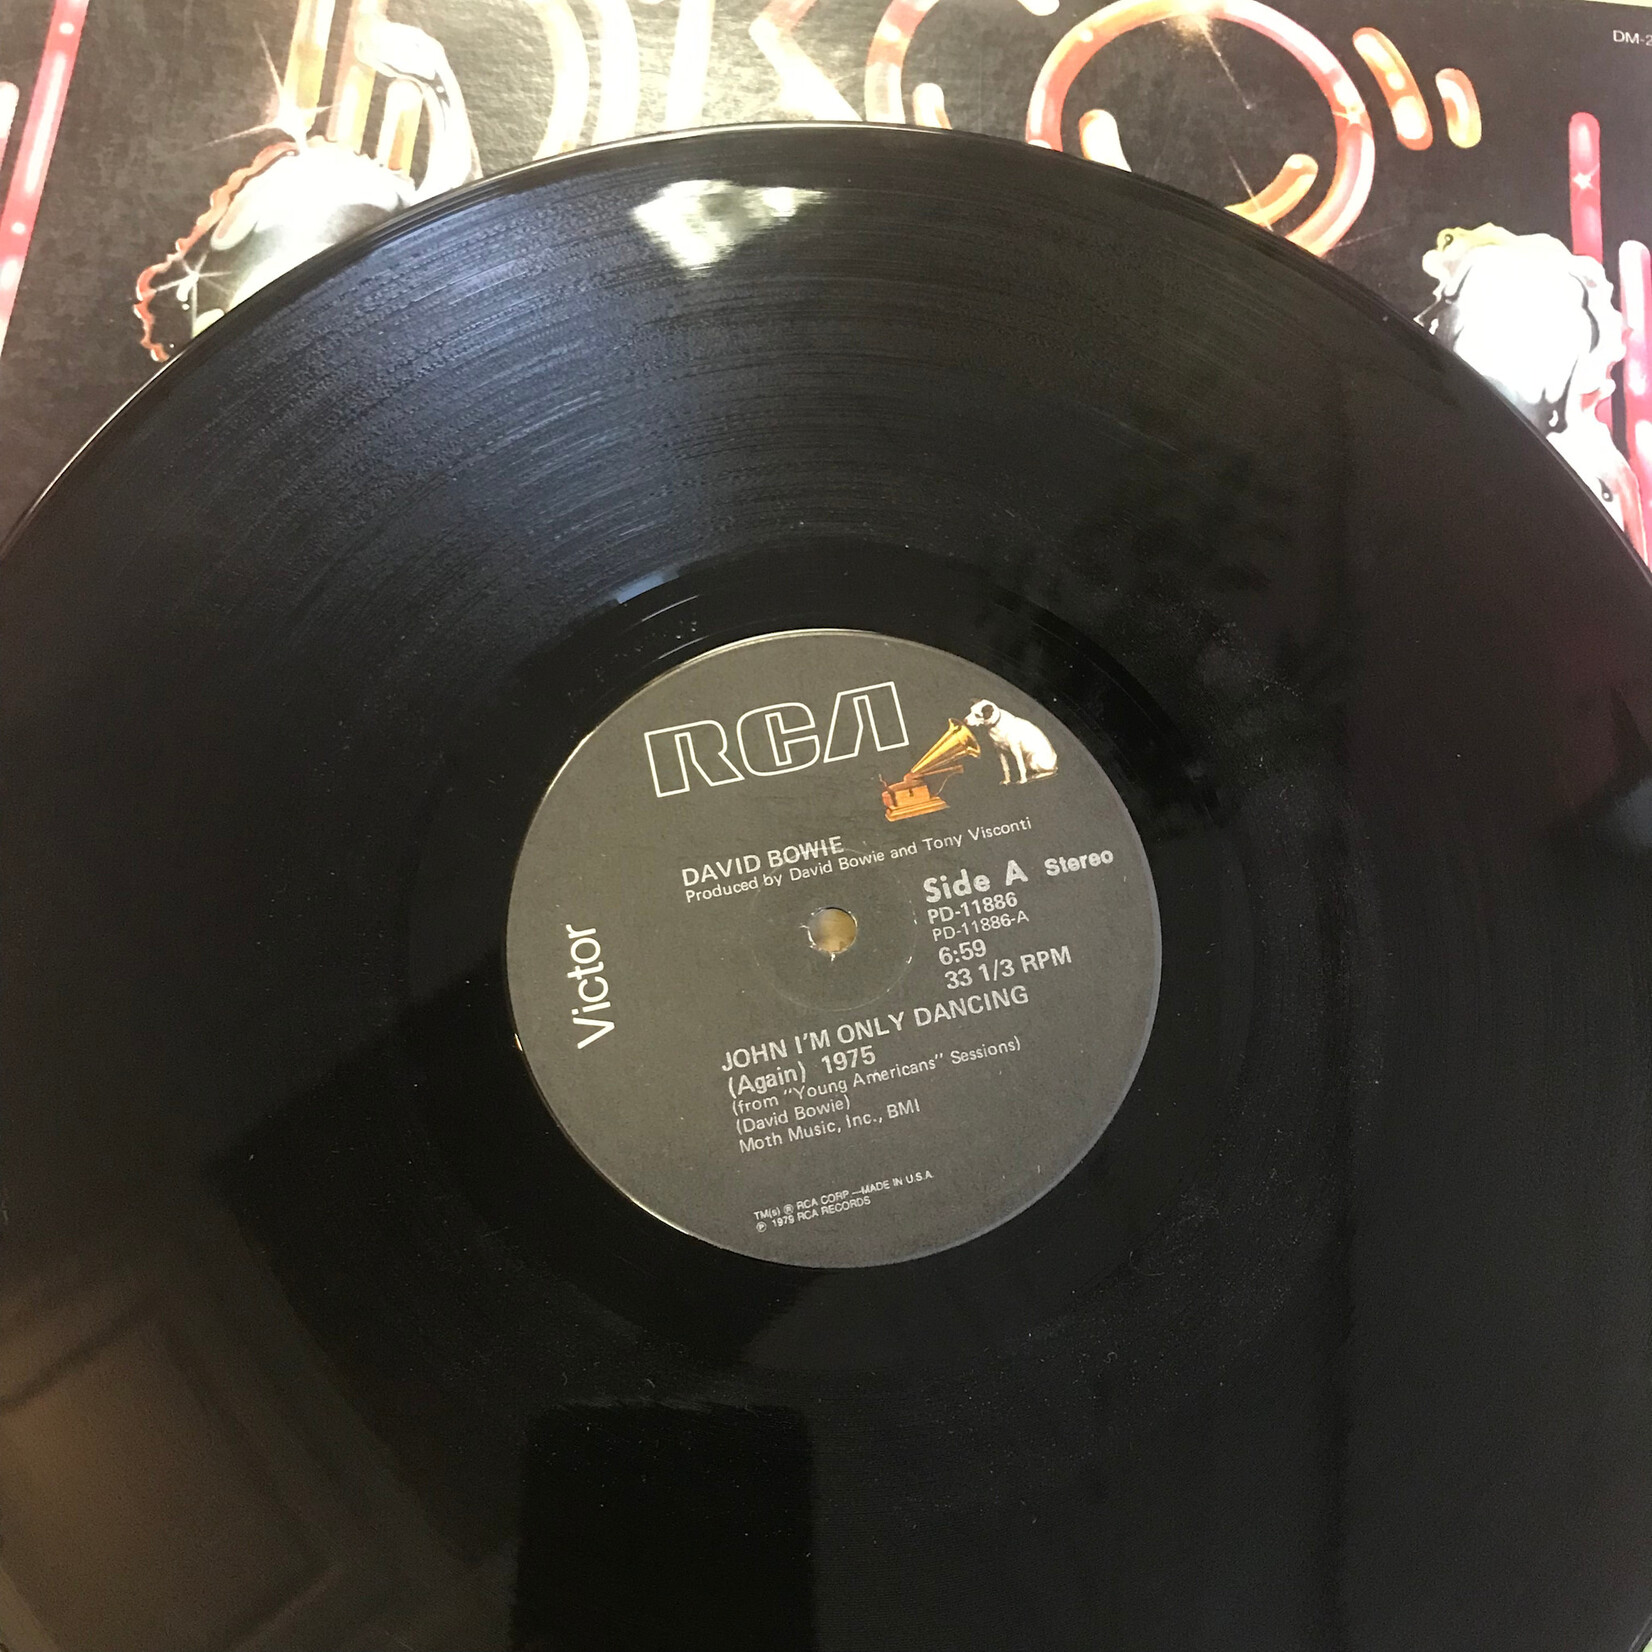 DISCO
DM-2
RCA
DAVID BOWIE
Produced by David Bowie and Tony Visconti
Side A Stereo
PD-11886
PD-11886-A
6:59
33 1/3 RPM
Victor
JOHN I'M ONLY DANCING
(Again) 1975
(from "Young Americans" Sessions)
(David Bowie)
Moth Music, Inc., BMI
TM(s) ® RCA CORP —MADE IN U.S.A.
℗ 1979 RCA RECORDS